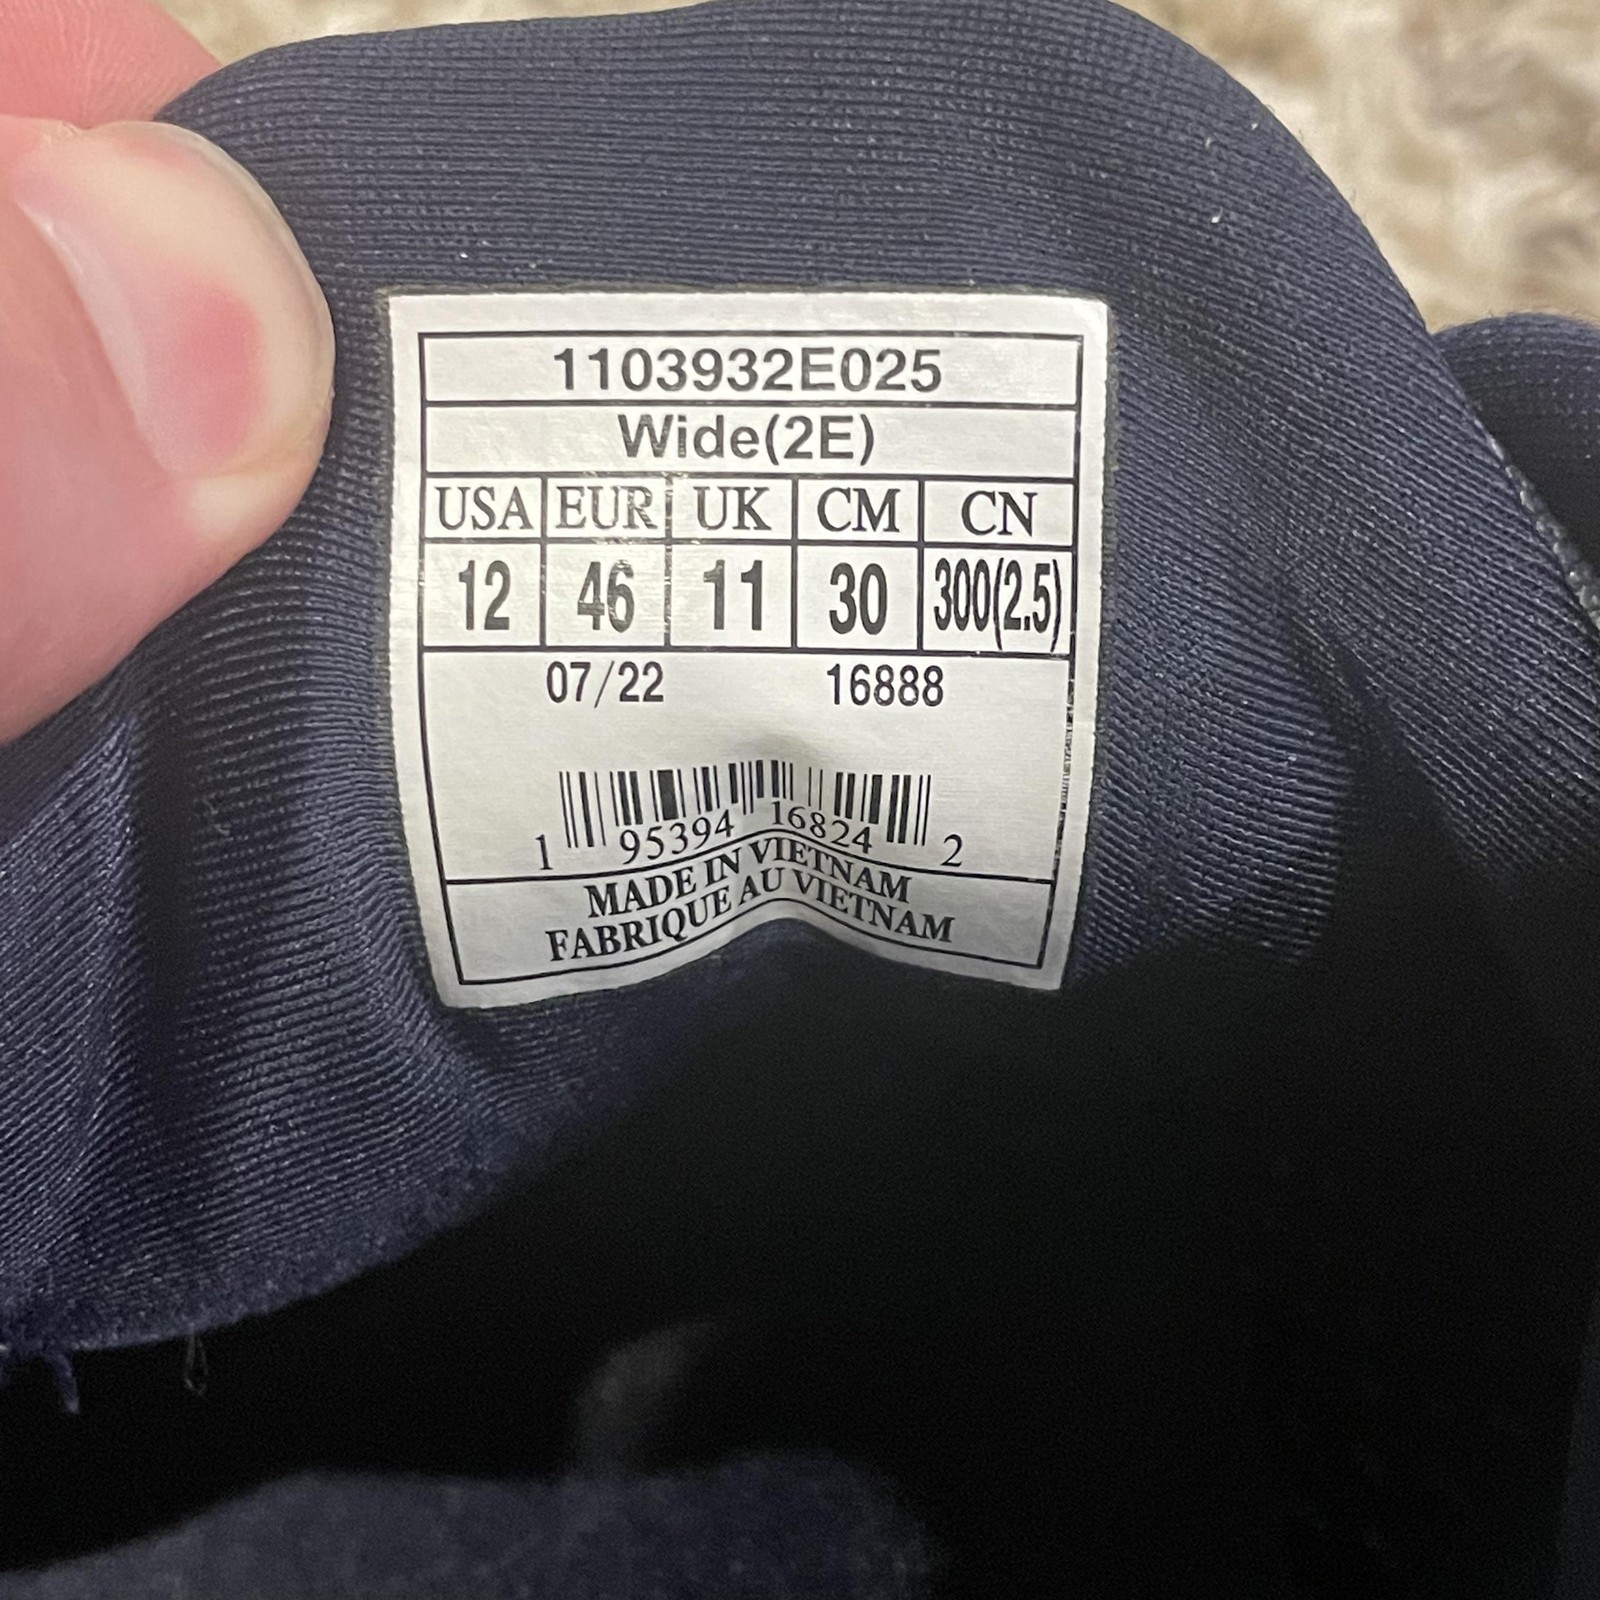 1103932E025
Wide(2E)
USA EUR UK CM CN
12 46 11 30 300(2.5)
07/22 16888
1 95394 16824 2
MADE IN VIETNAM
FABRIQUE AU VIETNAM